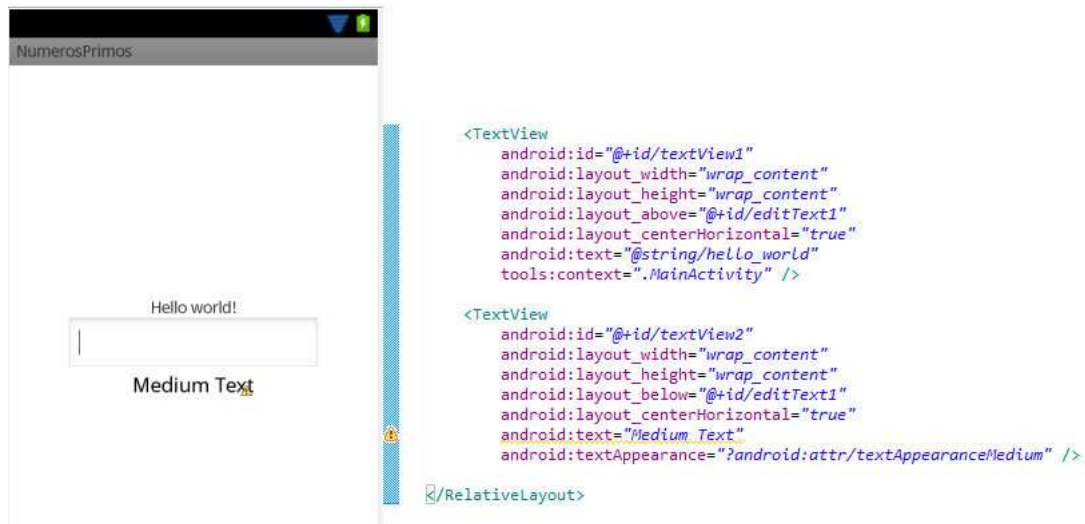 NumerosPrimos
Hello world!
Medium Text
<TextView
android:id="@+id/textView1"
android:layout_width="wrap_content"
android:layout_height="wrap_content"
android:layout_above="@+id/editText1"
android:layout_centerHorizontal="true"
android:text="@string/hello_world"
tools:context=".MainActivity" />
<TextView
android:id="@+id/textView2"
android:layout_width="wrap_content"
android:layout_height="wrap_content"
android:layout_below="@+id/editText1"
android:layout_centerHorizontal="true"
android:text="Medium Text"
android:textAppearance="?android:attr/textAppearanceMedium" />
</RelativeLayout>